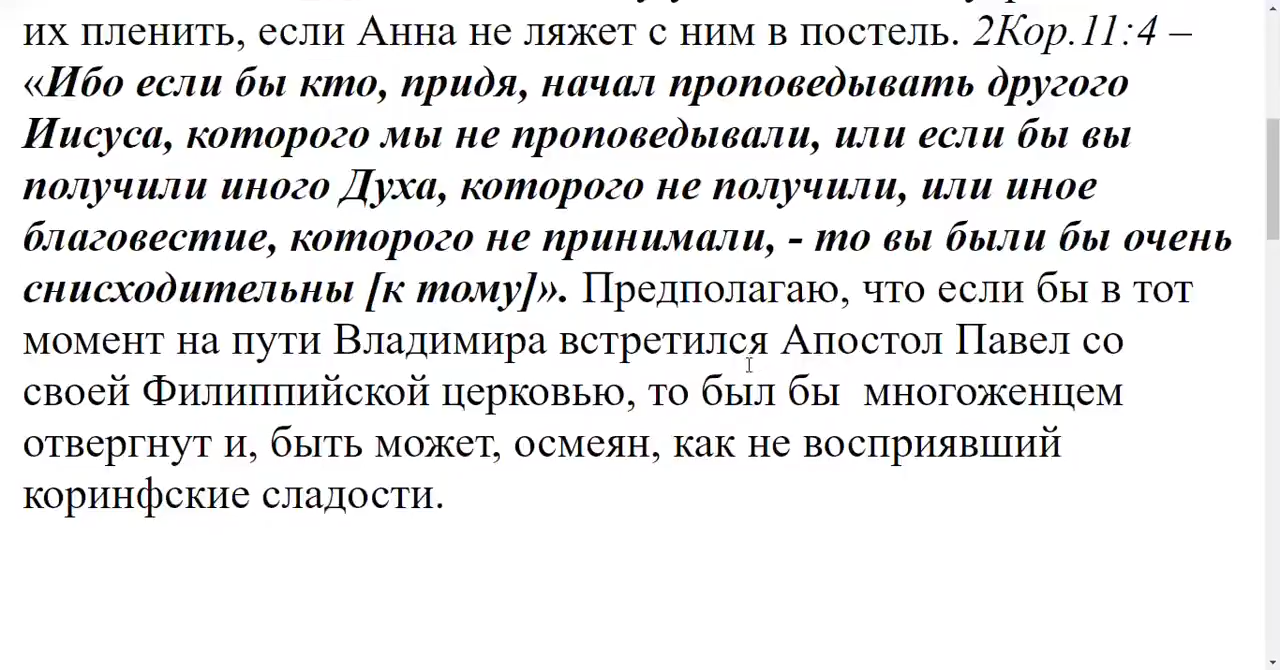 их пленить, если Анна не ляжет с ним в постель. 2Кор.11:4 –
«Ибо если бы кто, придя, начал проповедывать другого
Иисуса, которого мы не проповедывали, или если бы вы
получили иного Духа, которого не получили, или иное
благовестие, которого не принимали, - то вы были бы очень
снисходительны [к тому]». Предполагаю, что если бы в тот
момент на пути Владимира встретился Апостол Павел со
своей Филиппийской церковью, то был бы  многоженцем
отвергнут и, быть может, осмеян, как не восприявший
коринфские сладости.